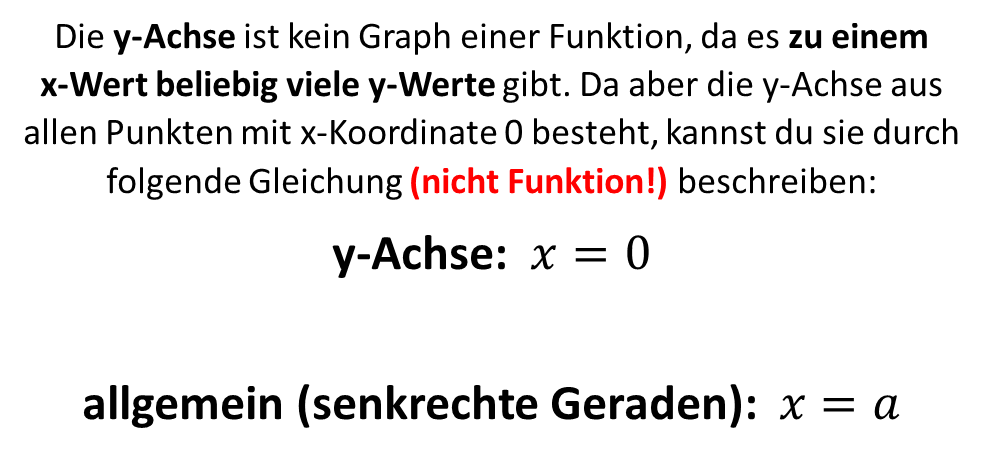 Die y-Achse ist kein Graph einer Funktion, da es zu einem
x-Wert beliebig viele y-Werte gibt. Da aber die y-Achse aus
allen Punkten mit x-Koordinate 0 besteht, kannst du sie durch
folgende Gleichung (nicht Funktion!) beschreiben:
y-Achse: x = 0
allgemein (senkrechte Geraden): x = a